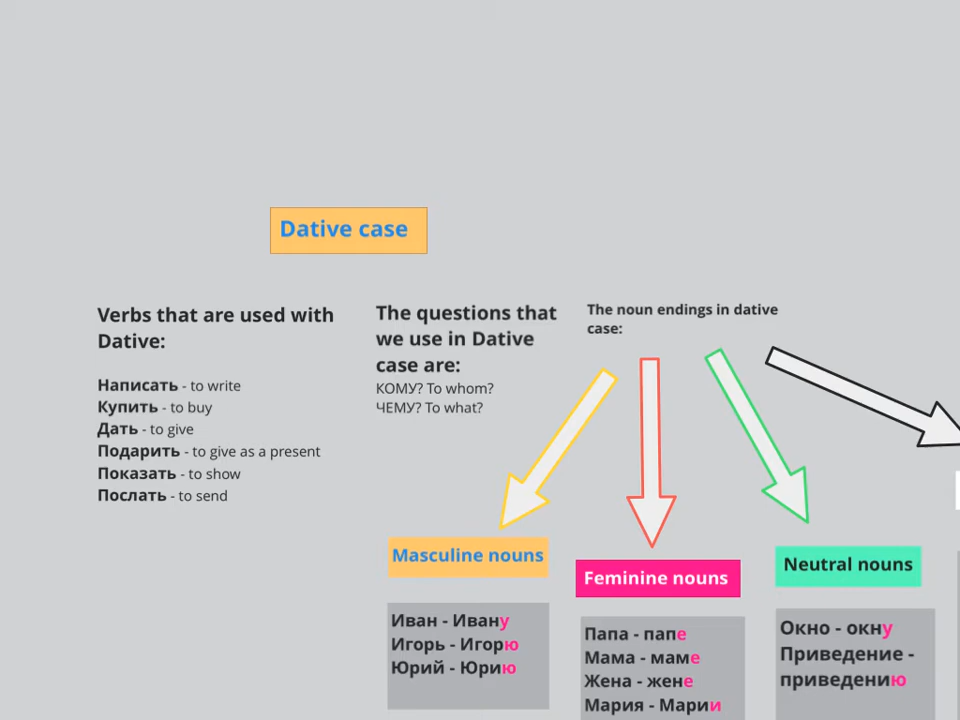 Dative case
Verbs that are used with
Dative:
Написать - to write
Купить - to buy
Дать - to give
Подарить - to give as a present
Показать - to show
Послать - to send
The questions that
we use in Dative
case are:
КОМУ? To whom?
ЧЕМУ? To what?
The noun endings in dative
case:
Masculine nouns
Иван - Ивану
Игорь - Игорю
Юрий - Юрию
Feminine nouns
Папа - папе
Мама - маме
Жена - жене
Мария - Марии
Neutral nouns
Окно - окну
Приведение -
приведению